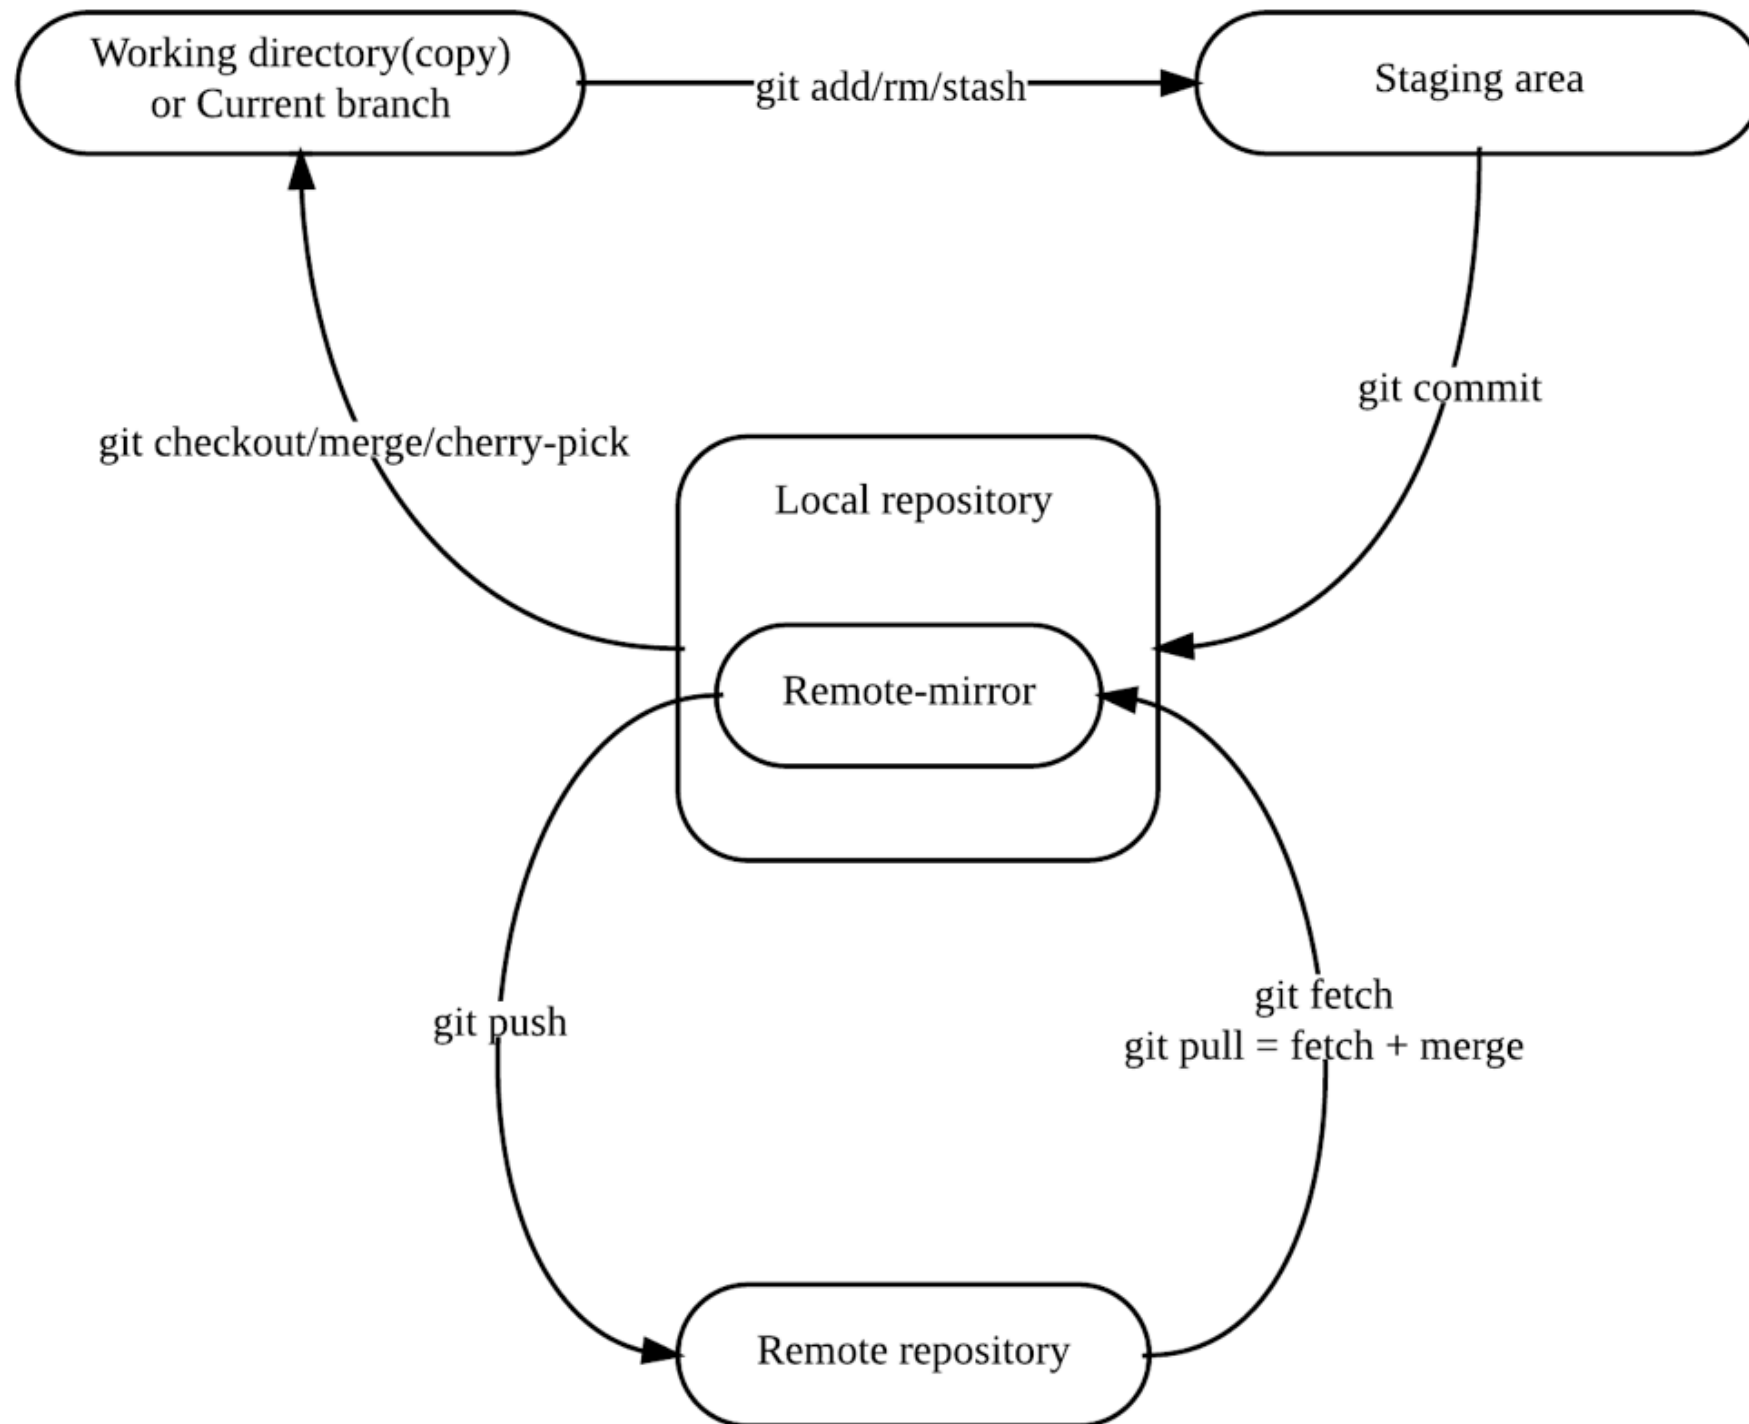 Working directory(copy)
or Current branch
git add/rm/stash
Staging area
git commit
git checkout/merge/cherry-pick
Local repository
Remote-mirror
git push
git fetch
git pull = fetch + merge
Remote repository